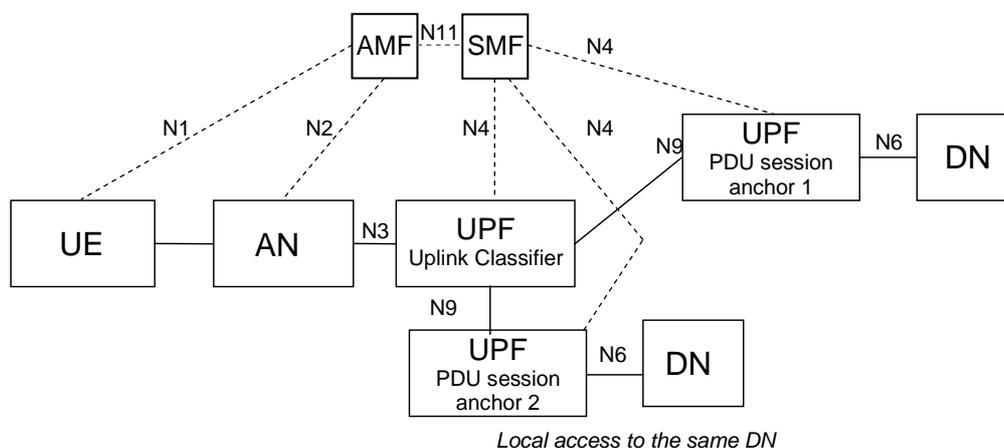 AMF
N11
SMF
N4
N1
N2
N4
N4
N9
UPF
PDU session
anchor 1
N6
DN
UE
AN
N3
UPF
Uplink Classifier
N9
UPF
PDU session
anchor 2
N6
DN
Local access to the same DN